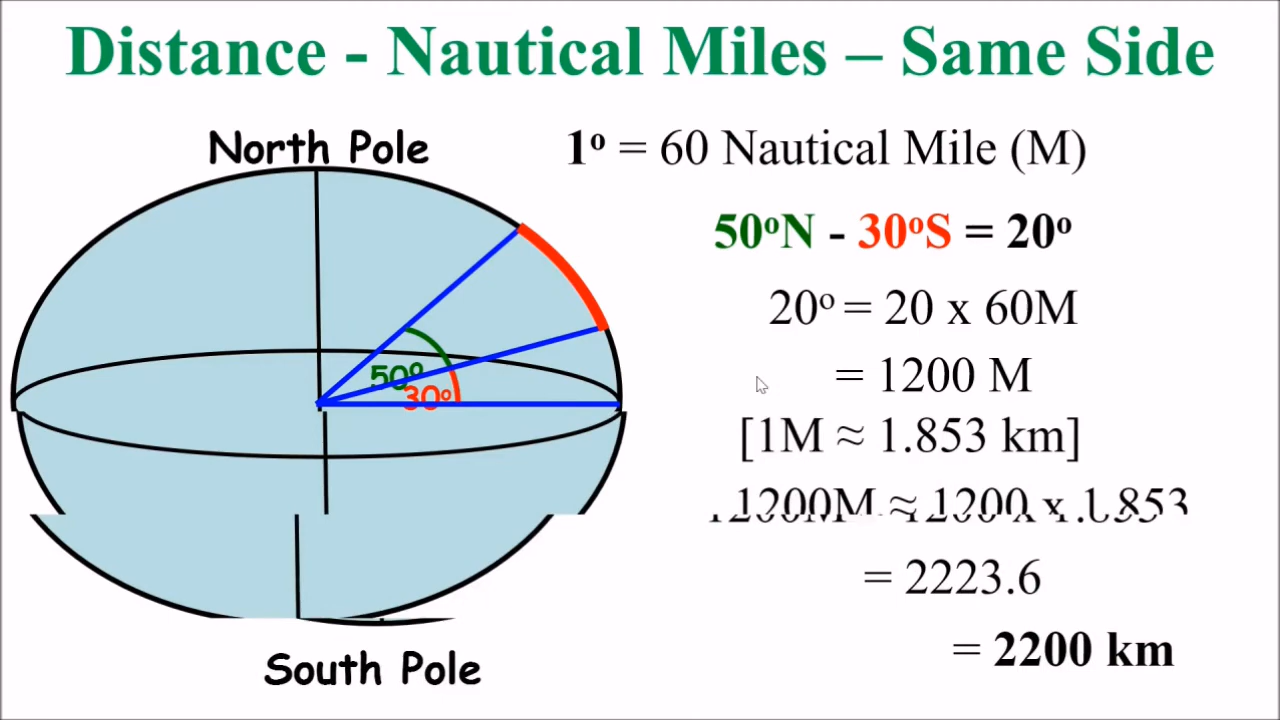 Distance - Nautical Miles – Same Side
North Pole
1º = 60 Nautical Mile (M)
50ºN - 30ºS = 20º
20º = 20 x 60M
50º
30º
= 1200 M
[1M ≈ 1.853 km]
1200M ≈ 1200 x 1.853
= 2223.6
= 2200 km
South Pole